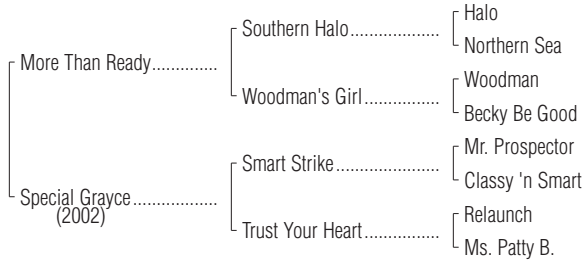 Halo
Southern Halo
Northern Sea
More Than Ready
Woodman
Woodman's Girl
Becky Be Good
Mr. Prospector
Smart Strike
Classy 'n Smart
Special Grayce
(2002)
Relaunch
Trust Your Heart
Ms. Patty B.